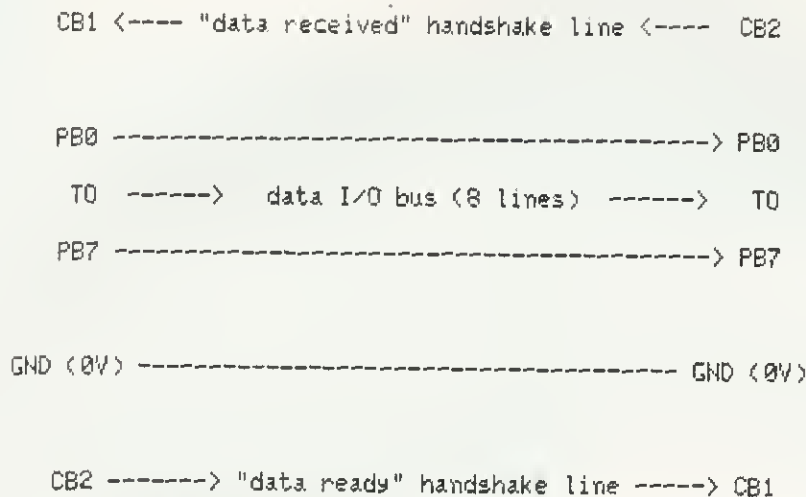 CB1 <---- "data received" handshake line <---- CB2
PB0 ----------------------------------------> PB0
TO ------> data I/O bus (8 lines) ------> TO
PB7 ----------------------------------------> PB7
GND (0V) ------------------------------------- GND (0V)
CB2 -------> "data ready" handshake line -----> CB1